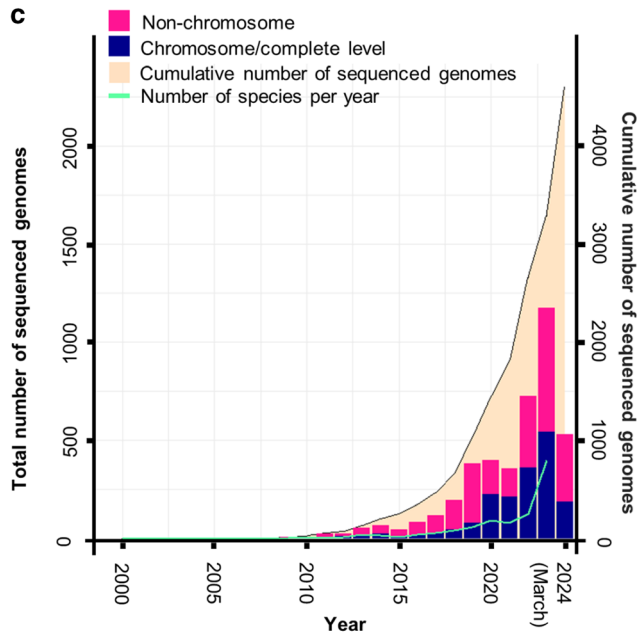 c
Non-chromosome
Chromosome/complete level
Cumulative number of sequenced genomes
Number of species per year
Total number of sequenced genomes
2000
1500
1000
500
0
Cumulative number of sequenced genomes
4000
3000
2000
1000
0
2000
2005
2010
2015
2020
2024
(March)
Year